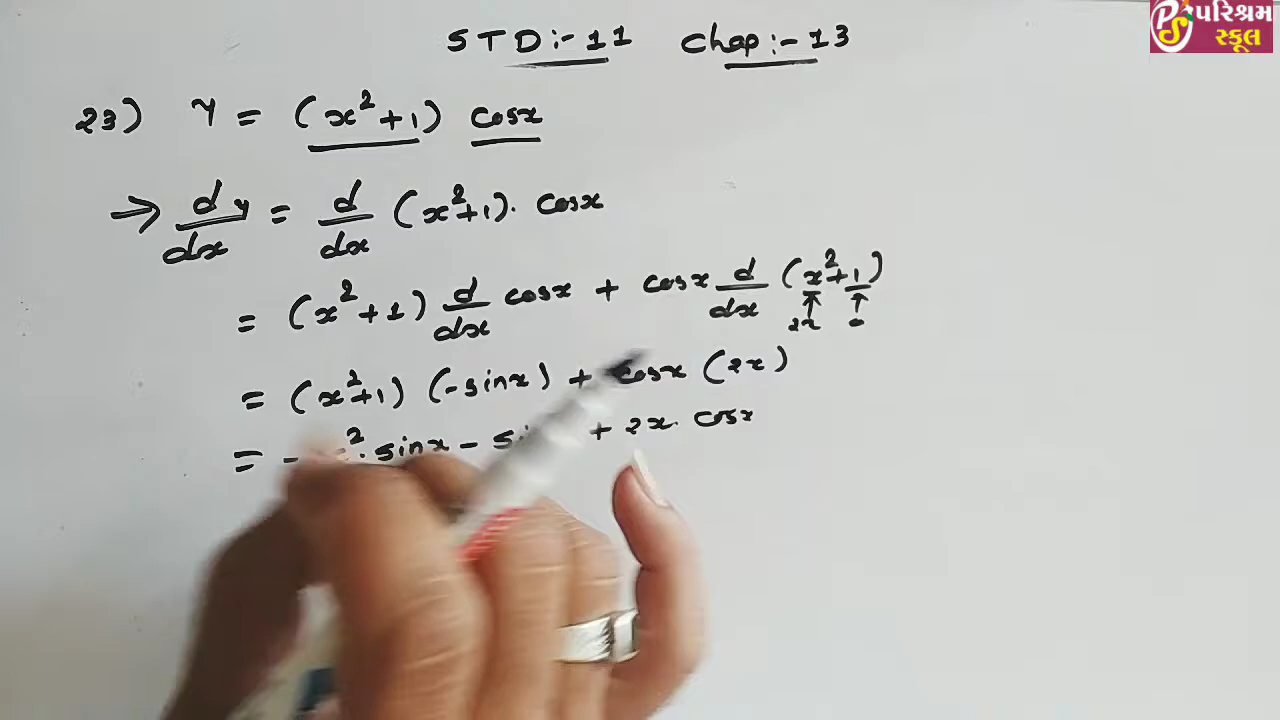 પરિશ્રમ
સ્કૂલ
STD:-11 Chap:-13
23) y = (x²+1) cosx
→ d/dx y = d/dx (x²+1). cosx
= (x²+1) d/dx cosx + cosx d/dx (x²+1)
2x 0
= (x²+1) (-sinx) + cosx (2x)
= - x². sinx - + 2x. cosx